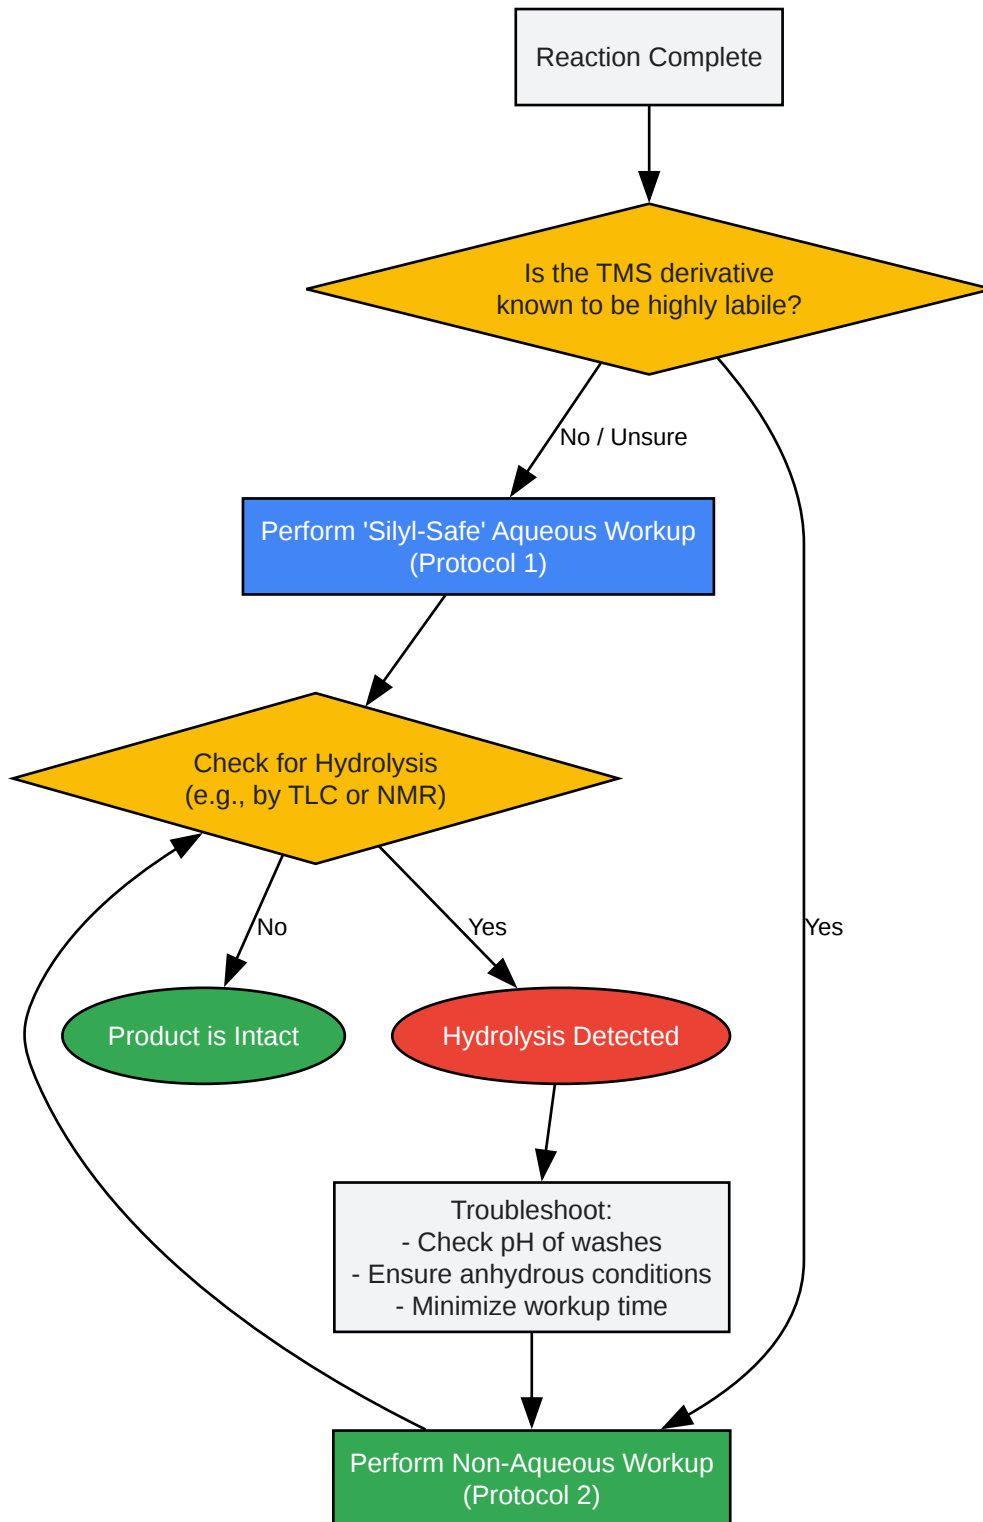 Reaction Complete
Is the TMS derivative
known to be highly labile?
No / Unsure
Perform 'Silyl-Safe' Aqueous Workup
(Protocol 1)
Check for Hydrolysis
(e.g., by TLC or NMR)
No
Yes
Yes
Product is Intact
Hydrolysis Detected
Troubleshoot:
- Check pH of washes
- Ensure anhydrous conditions
- Minimize workup time
Perform Non-Aqueous Workup
(Protocol 2)